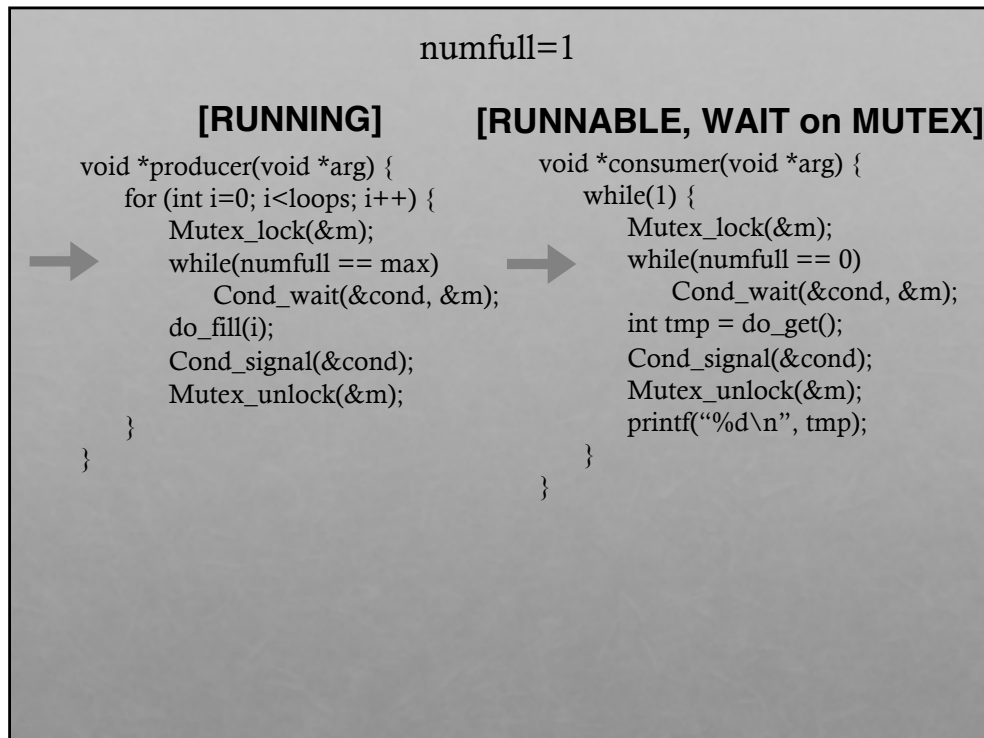 numfull=1
[RUNNING]
void *producer(void *arg) {
for (int i=0; i<loops; i++) {
Mutex_lock(&m);
while(numfull == max)
Cond_wait(&cond, &m);
do_fill(i);
Cond_signal(&cond);
Mutex_unlock(&m);
}
}
[RUNNABLE, WAIT on MUTEX]
void *consumer(void *arg) {
while(1) {
Mutex_lock(&m);
while(numfull == 0)
Cond_wait(&cond, &m);
int tmp = do_get();
Cond_signal(&cond);
Mutex_unlock(&m);
printf(“%d\n”, tmp);
}
}